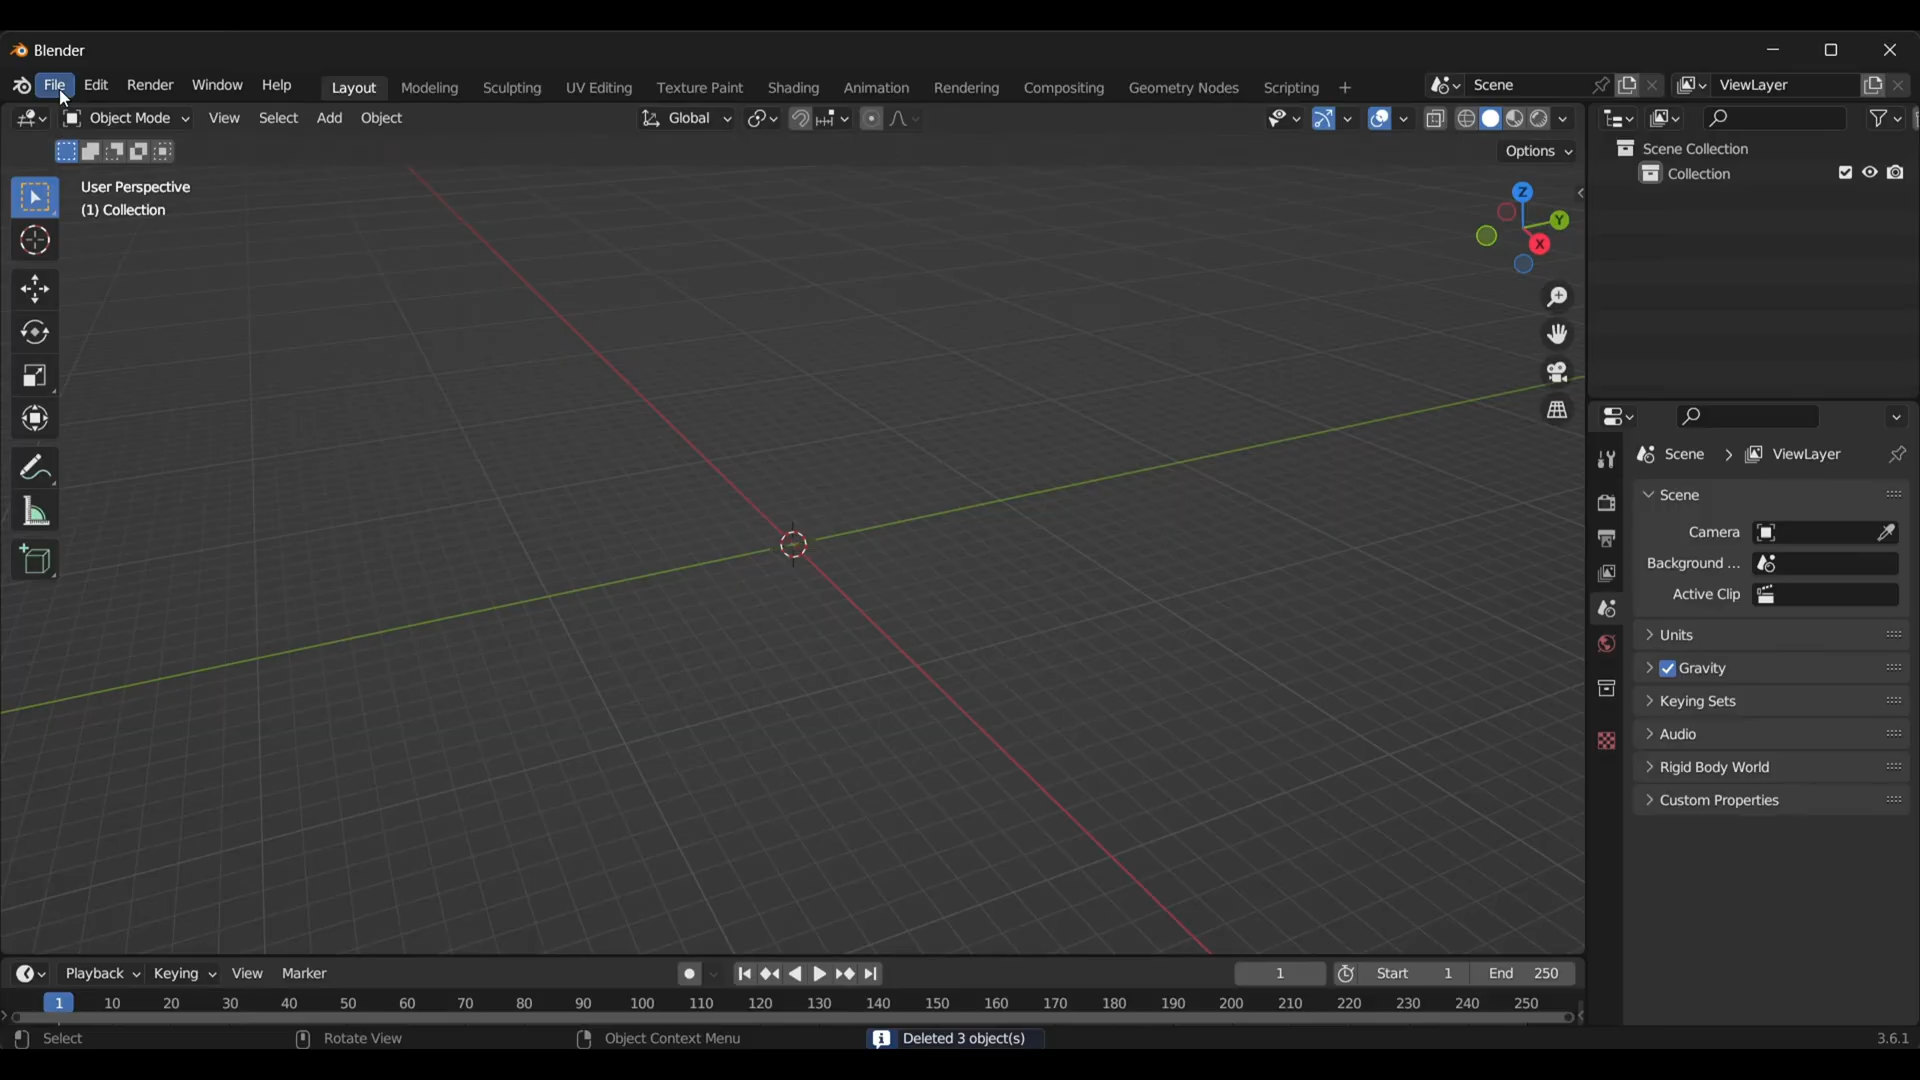 Blender
File Edit Render Window Help Layout Modeling Sculpting UV Editing Texture Paint Shading Animation Rendering Compositing Geometry Nodes Scripting + Scene ViewLayer
Object Mode View Select Add Object Global
Options
User Perspective
(1) Collection
Z
Y
X
Scene Collection
Collection
Scene > ViewLayer
Scene
Camera
Background ...
Active Clip
Units
Gravity
Keying Sets
Audio
Rigid Body World
Custom Properties
Playback Keying View Marker 1 Start 1 End 250
1 10 20 30 40 50 60 70 80 90 100 110 120 130 140 150 160 170 180 190 200 210 220 230 240 250
Select Rotate View Object Context Menu Deleted 3 object(s) 3.6.1